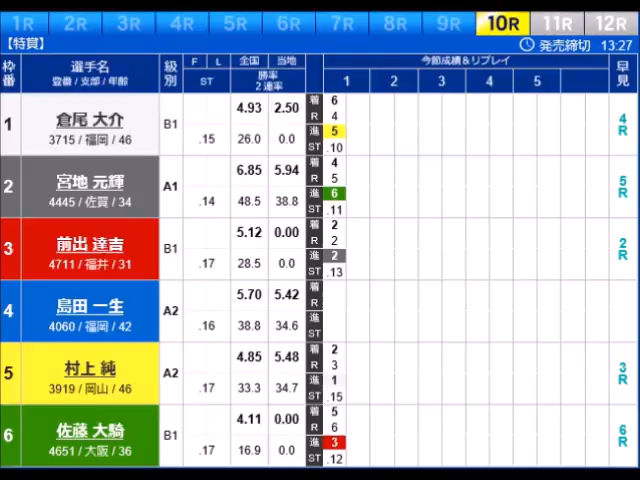 1R 2R 3R 4R 5R 6R 7R 8R 9R 10R 11R 12R
【特賞】 発売締切 13:27
枠番 選手名 登番 / 支部 / 年齢 級別 F L ST 全国 当地 勝率 2連率 今節成績 & リプレイ 1 2 3 4 5 早見
1 倉尾 大介 B1 4.93 2.50 着 6 4R
R 4
3715 / 福岡 / 46 .15 26.0 0.0 進 5
ST .10
2 宮地 元輝 A1 6.85 5.94 着 4 5R
R 5
4445 / 佐賀 / 34 .14 48.5 38.8 進 6
ST .11
3 前出 達吉 B1 5.12 0.00 着 2 2R
R 2
4711 / 福井 / 31 .17 28.5 0.0 進 2
ST .13
4 島田 一生 A2 5.70 5.42 着
R
4060 / 福岡 / 42 .16 38.8 34.6 進
ST
5 村上 純 A2 4.85 5.48 着 2 3R
R 3
3919 / 岡山 / 46 .17 33.3 34.7 進 1
ST .15
6 佐藤 大騎 B1 4.11 0.00 着 5 6R
R 6
4651 / 大阪 / 36 .17 16.9 0.0 進 3
ST .12